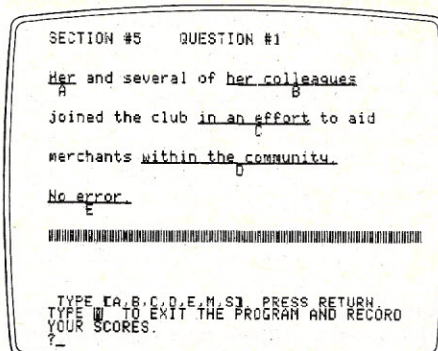 SECTION #5 QUESTION #1
Her and several of her colleagues
A B
joined the club in an effort to aid
C
merchants within the community.
D
No error.
E
TYPE [A,B,C,D,E,M,S]. PRESS RETURN.
TYPE W TO EXIT THE PROGRAM AND RECORD
YOUR SCORES.
?_